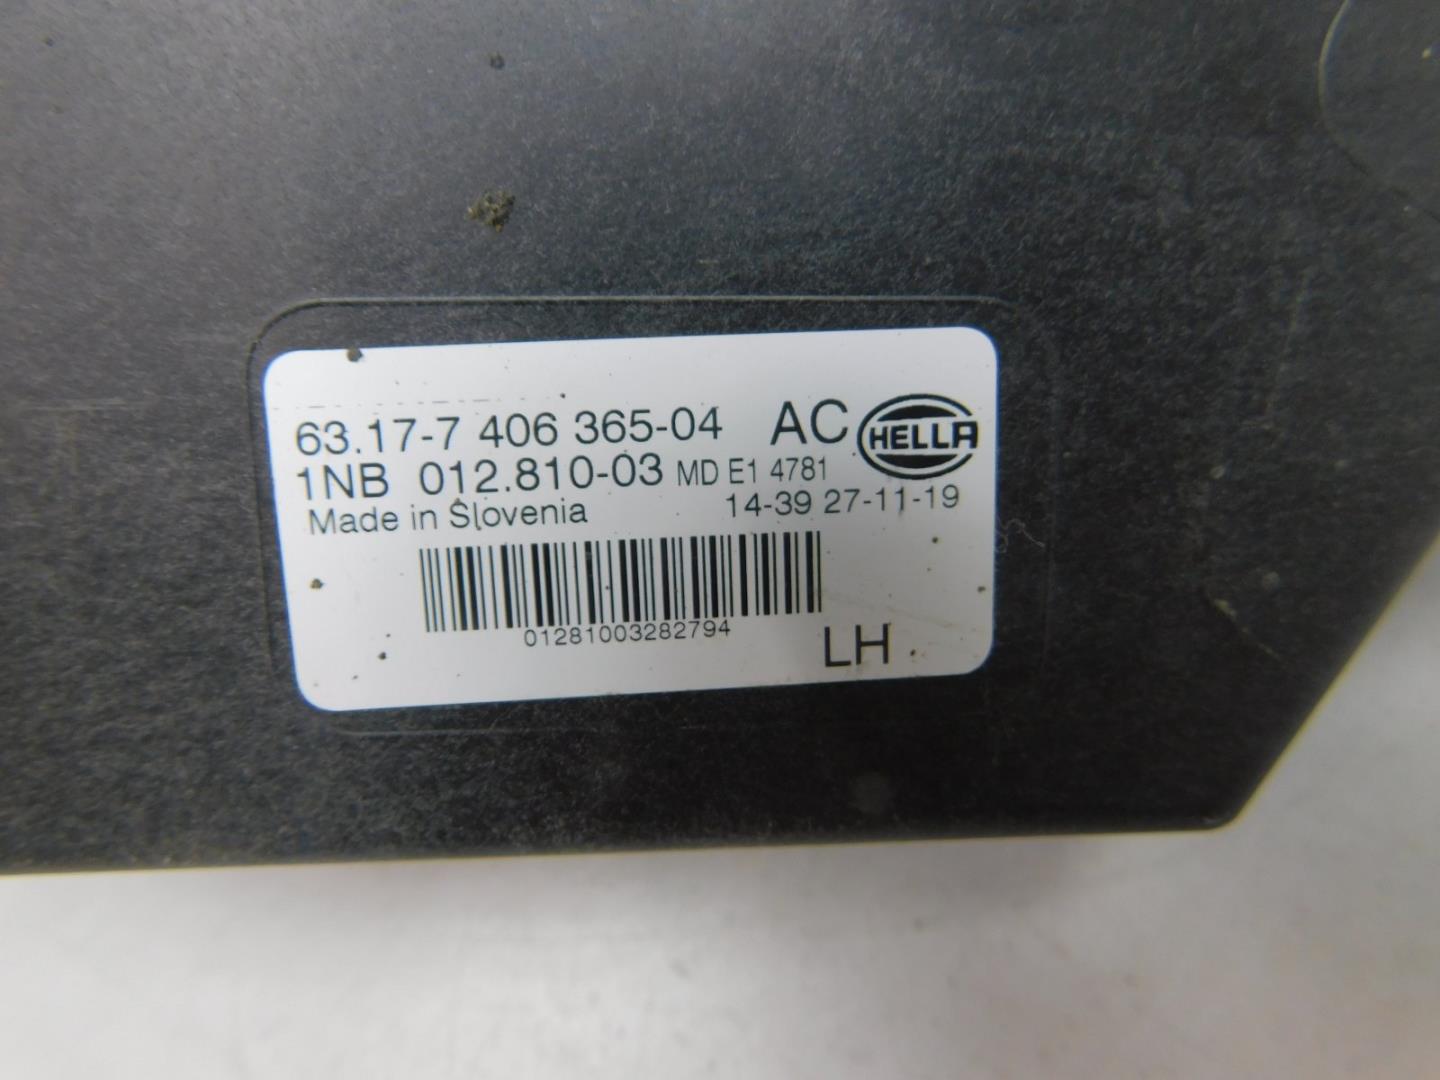 63.17-7 406 365-04 AC HELLA
1NB 012.810-03 MD E1 4781
Made in Slovenia 14-39 27-11-19
01281003282794
LH